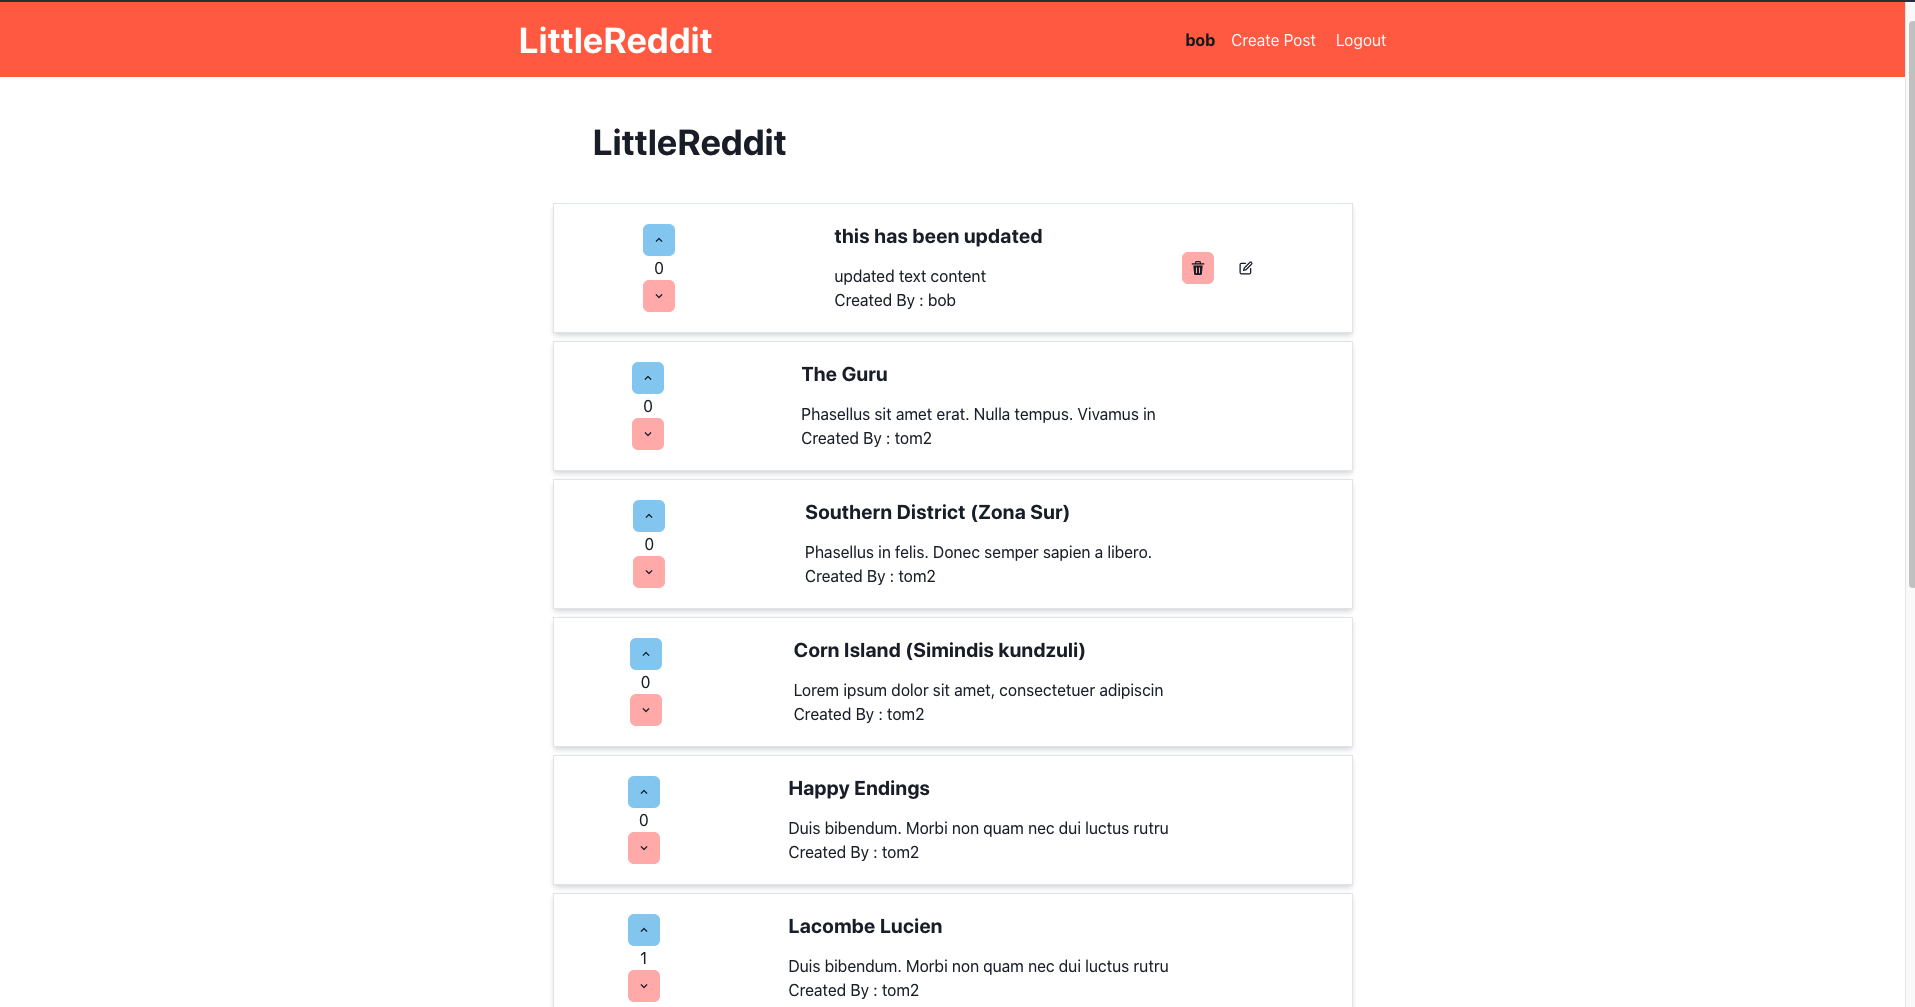 LittleReddit
bob Create Post Logout
LittleReddit
this has been updated
0
updated text content
Created By : bob
The Guru
0
Phasellus sit amet erat. Nulla tempus. Vivamus in
Created By : tom2
Southern District (Zona Sur)
0
Phasellus in felis. Donec semper sapien a libero.
Created By : tom2
Corn Island (Simindis kundzuli)
0
Lorem ipsum dolor sit amet, consectetuer adipiscin
Created By : tom2
Happy Endings
0
Duis bibendum. Morbi non quam nec dui luctus rutru
Created By : tom2
Lacombe Lucien
1
Duis bibendum. Morbi non quam nec dui luctus rutru
Created By : tom2